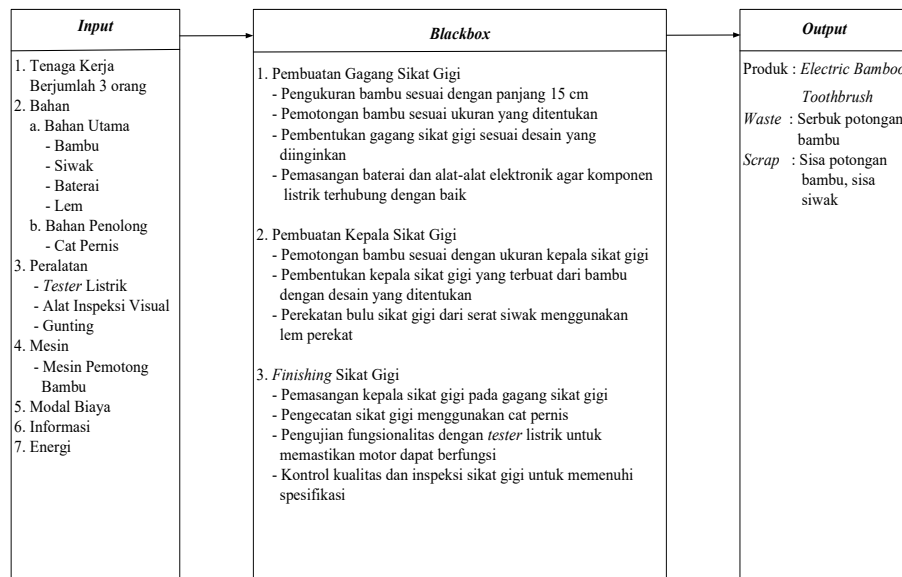 Input
1. Tenaga Kerja
Berjumlah 3 orang
2. Bahan
a. Bahan Utama
- Bambu
- Siwak
- Baterai
- Lem
b. Bahan Penolong
- Cat Pernis
3. Peralatan
- Tester Listrik
- Alat Inspeksi Visual
- Gunting
4. Mesin
- Mesin Pemotong
Bambu
5. Modal Biaya
6. Informasi
7. Energi
Blackbox
1. Pembuatan Gagang Sikat Gigi
- Pengukuran bambu sesuai dengan panjang 15 cm
- Pemotongan bambu sesuai ukuran yang ditentukan
- Pembentukan gagang sikat gigi sesuai desain yang
diinginkan
- Pemasangan baterai dan alat-alat elektronik agar komponen
listrik terhubung dengan baik
2. Pembuatan Kepala Sikat Gigi
- Pemotongan bambu sesuai dengan ukuran kepala sikat gigi
- Pembentukan kepala sikat gigi yang terbuat dari bambu
dengan desain yang ditentukan
- Perekatan bulu sikat gigi dari serat siwak menggunakan
lem perekat
3. Finishing Sikat Gigi
- Pemasangan kepala sikat gigi pada gagang sikat gigi
- Pengecatan sikat gigi menggunakan cat pernis
- Pengujian fungsionalitas dengan tester listrik untuk
memastikan motor dapat berfungsi
- Kontrol kualitas dan inspeksi sikat gigi untuk memenuhi
spesifikasi
Output
Produk : Electric Bamboo
Toothbrush
Waste : Serbuk potongan
bambu
Scrap : Sisa potongan
bambu, sisa
siwak